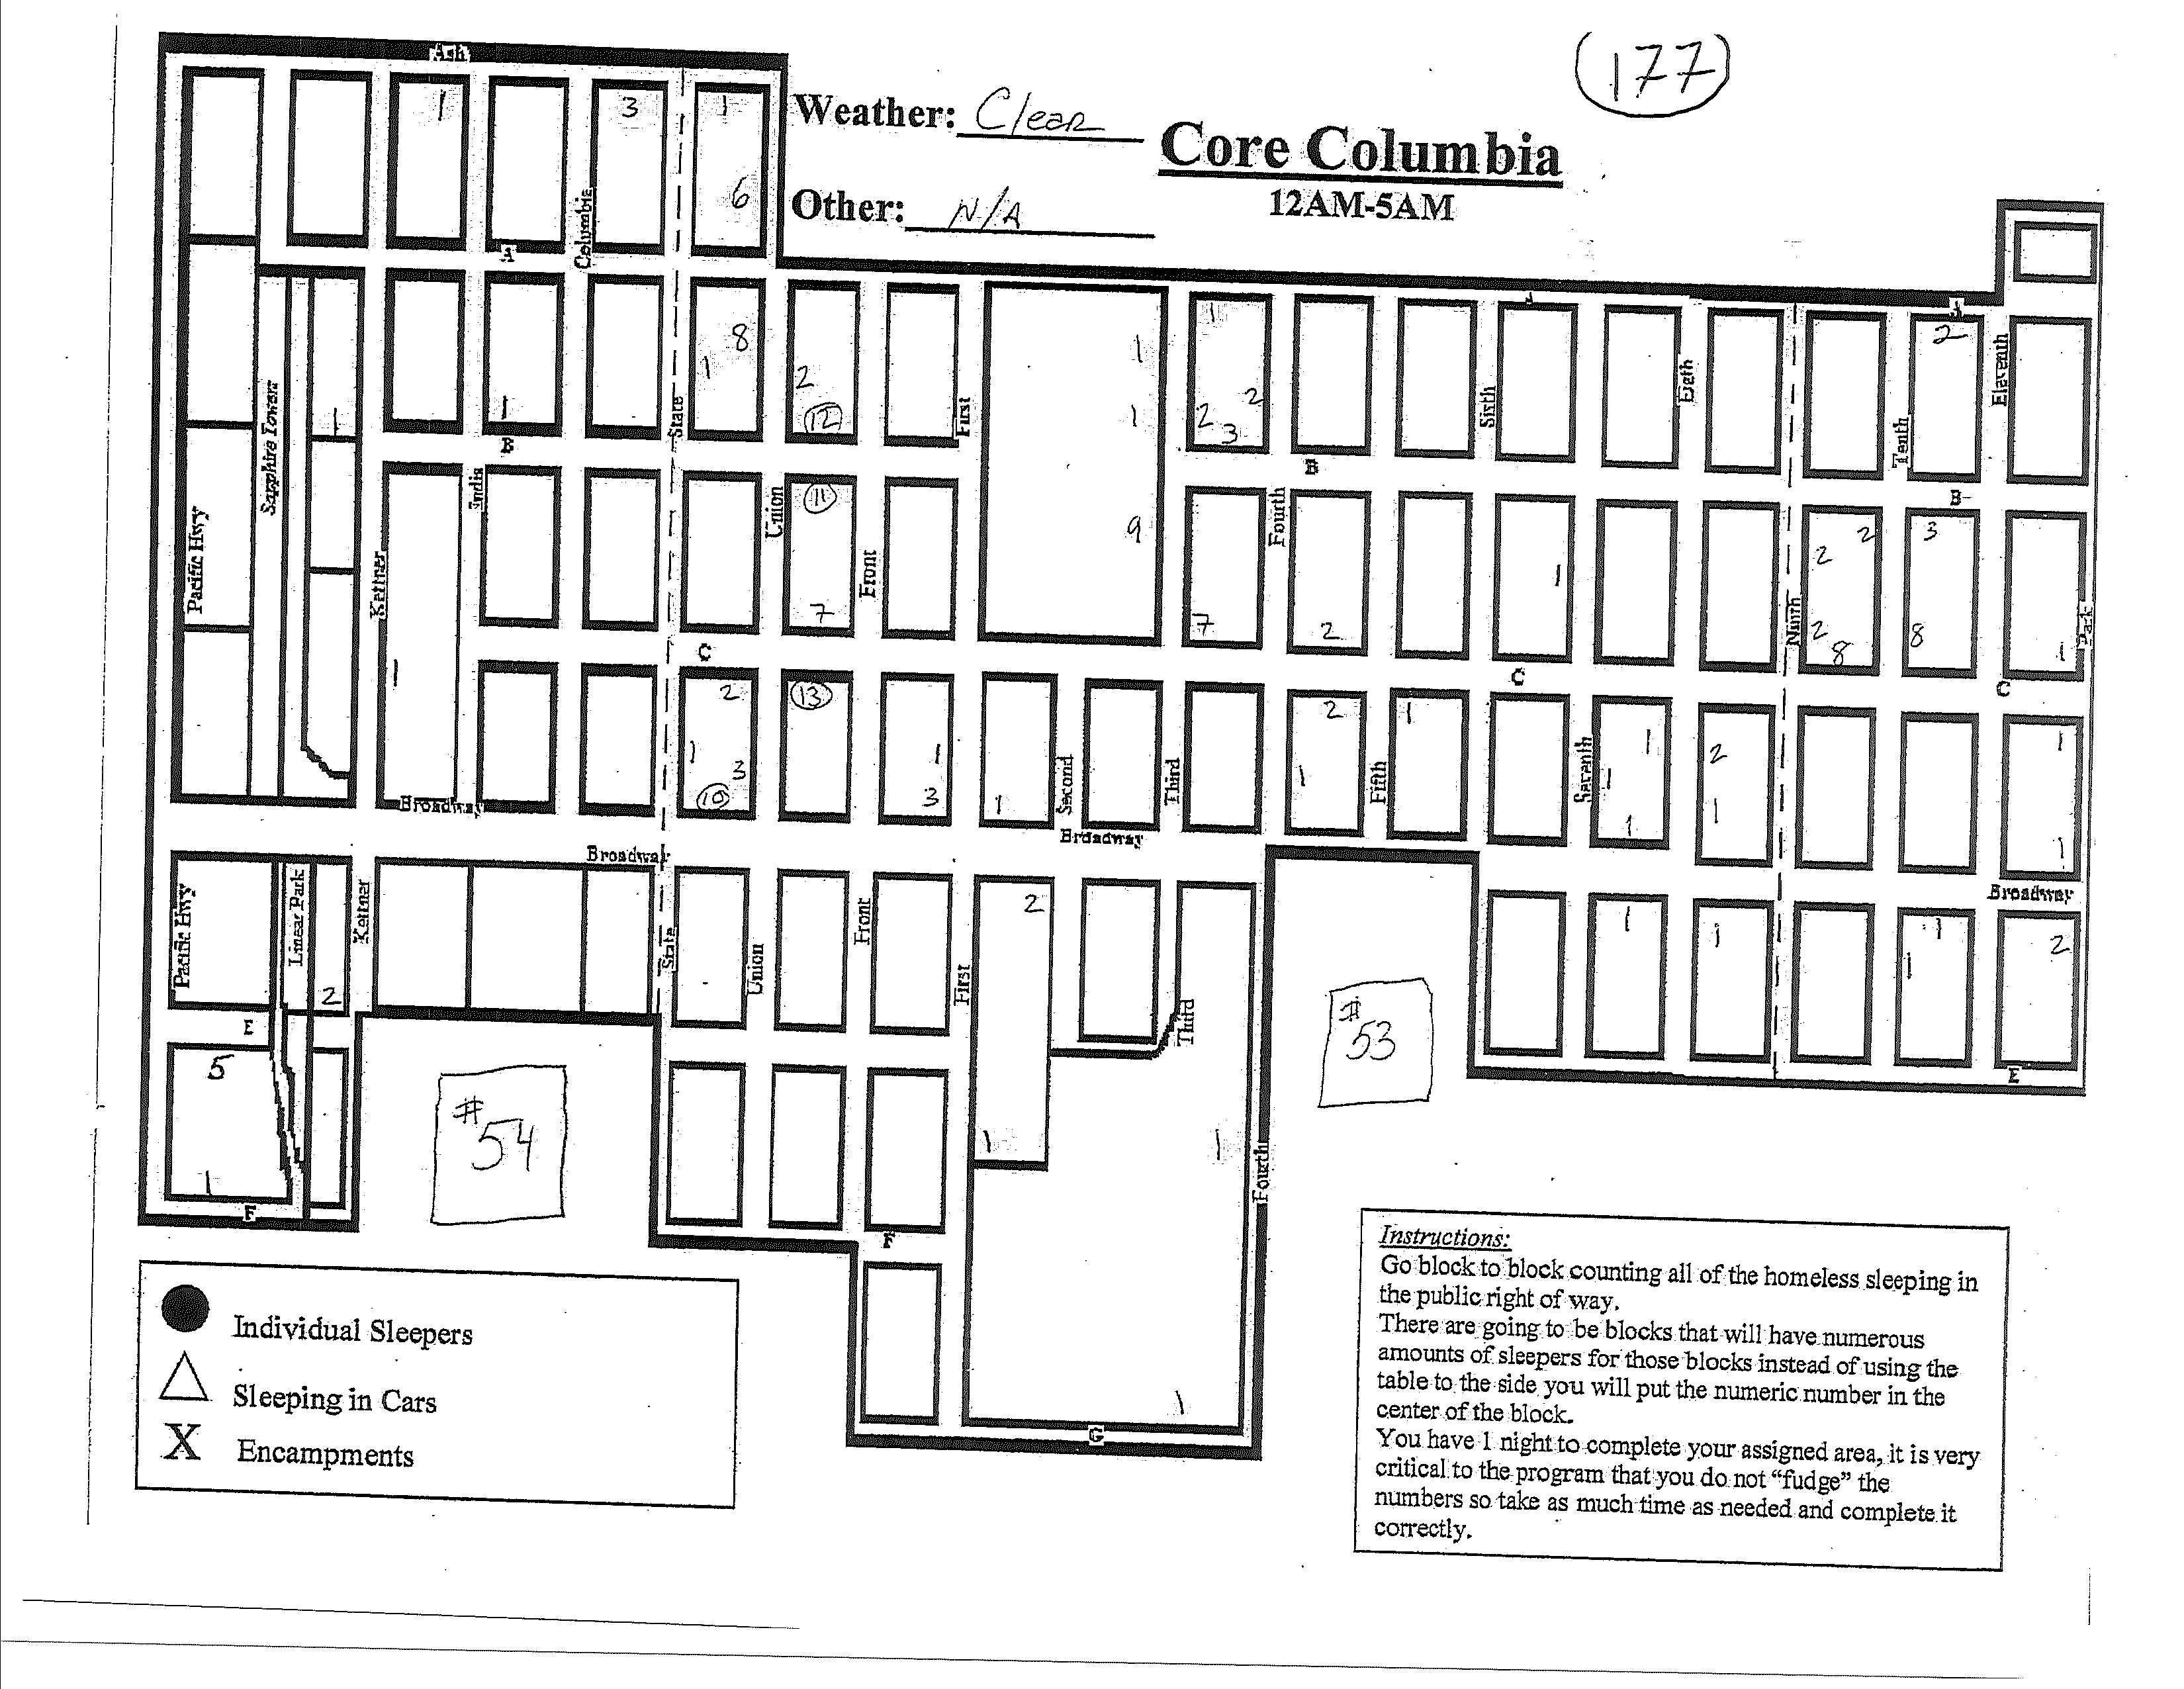 (177)
Ash
Weather: Clear
Core Columbia
12AM-5AM
Other: N/A
1
3
1
6
Columbia
A
A
A
8
1
2
(12)
1
1
1
2
2
3
2
1
1
Sapphire Tower
State
First
Sixth
Eigth
Tenth
Eleventh
B
B
B
Pacific Hwy
Kettner
India
Union
(11)
7
Front
9
7
Fourth
2
1
Ninth
2
2
2
8
3
8
1
Park
C
C
C
1
2
1
3
(10)
(13)
1
3
1
Second
Third
2
1
Fifth
1
Seventh
1
1
1
2
1
1
1
Broadway
Broadway
Broadway
Broadway
Pacific Hwy
Linear Park
2
Kettner
State
Union
Front
First
2
1
Third
1
1
Fourth
1
1
1
1
2
E
E
5
1
F
F
G
#
54
#
53
Individual Sleepers
Sleeping in Cars
X Encampments
Instructions:
Go block to block counting all of the homeless sleeping in
the public right of way.
There are going to be blocks that will have numerous
amounts of sleepers for those blocks instead of using the
table to the side you will put the numeric number in the
center of the block.
You have 1 night to complete your assigned area, it is very
critical to the program that you do not “fudge” the
numbers so take as much time as needed and complete it
correctly.